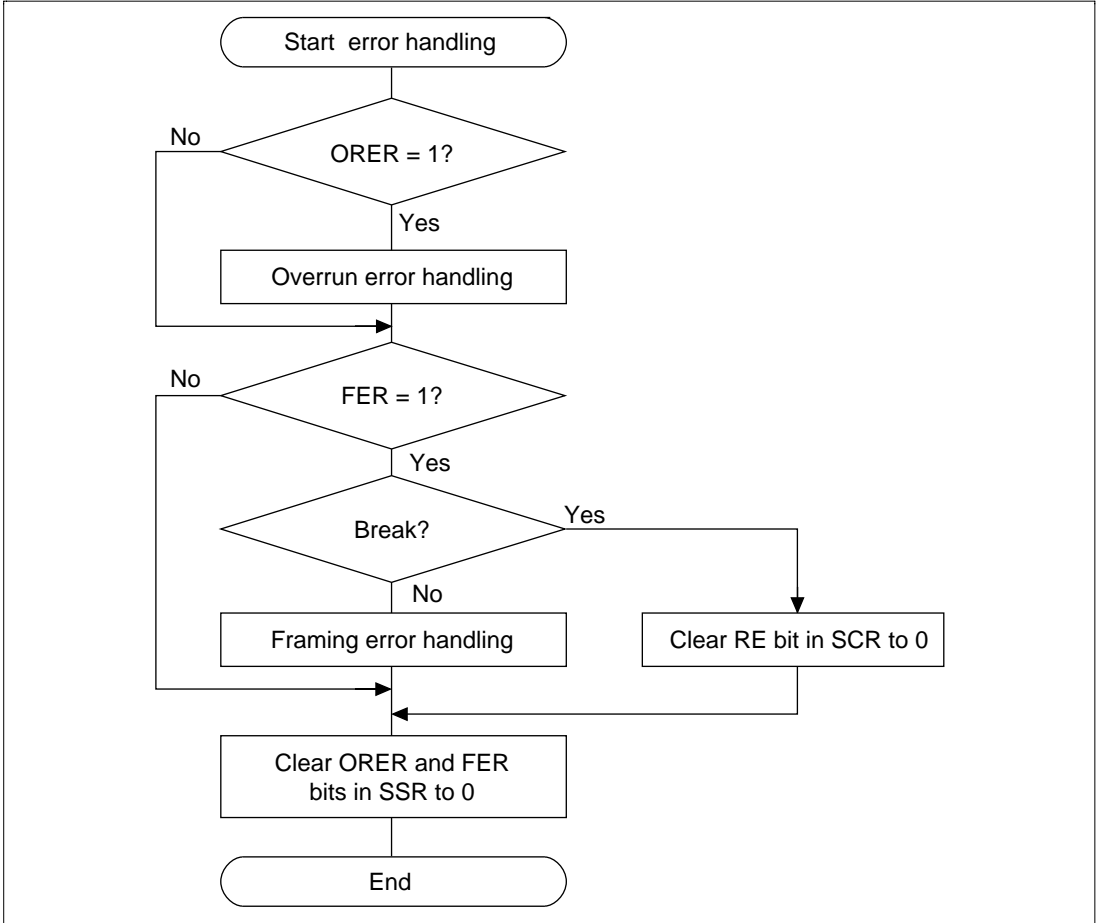 Start error handling
No
ORER = 1?
Yes
Overrun error handling
No
FER = 1?
Yes
Break?
Yes
No
Framing error handling
Clear RE bit in SCR to 0
Clear ORER and FER
bits in SSR to 0
End